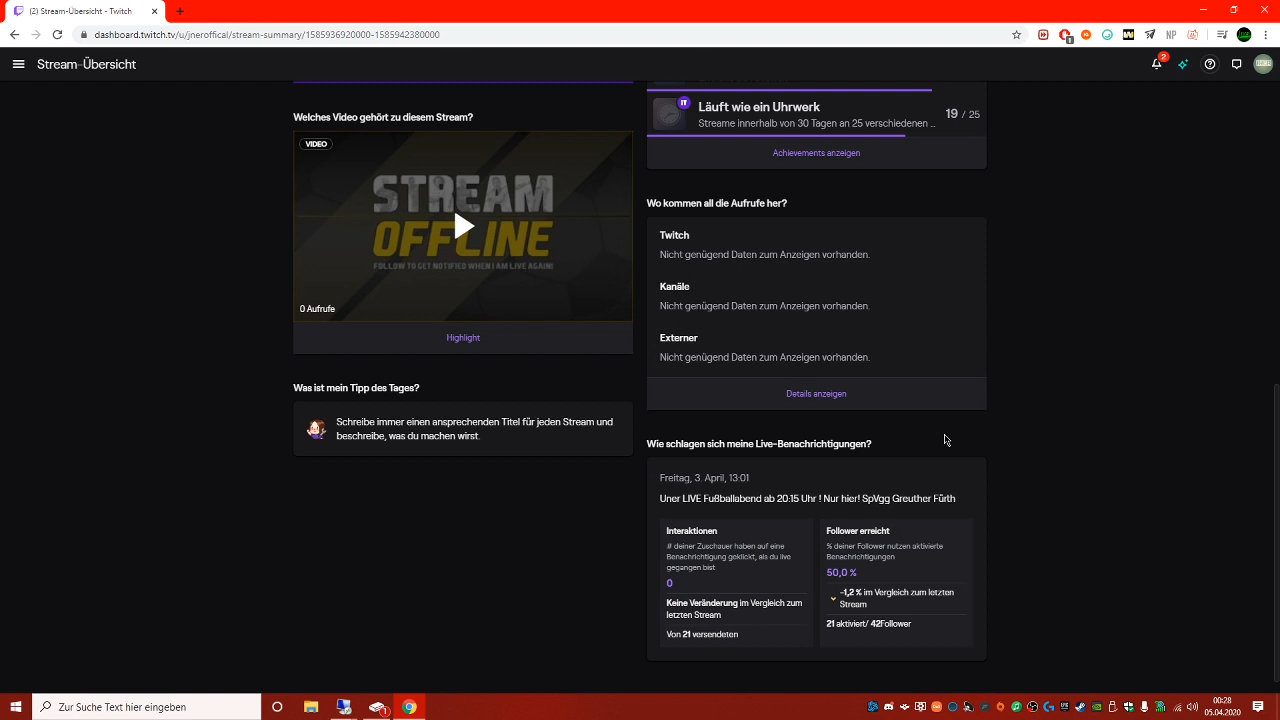 (2) Stream-Übersicht - Twitch
dashboard.twitch.tv/u/jneroffical/stream-summary/1585936920000-1585942380000
1
NP
Stream-Übersicht
2
Welches Video gehört zu diesem Stream?
VIDEO
STREAM
OFFLINE
FOLLOW TO GET NOTIFIED WHEN I AM LIVE AGAIN!
0 Aufrufe
Highlight
Was ist mein Tipp des Tages?
Schreibe immer einen ansprechenden Titel für jeden Stream und
beschreibe, was du machen wirst.
Läuft wie ein Uhrwerk
Streame innerhalb von 30 Tagen an 25 verschiedenen ...
19 / 25
Achievements anzeigen
Wo kommen all die Aufrufe her?
Twitch
Nicht genügend Daten zum Anzeigen vorhanden.
Kanäle
Nicht genügend Daten zum Anzeigen vorhanden.
Externer
Nicht genügend Daten zum Anzeigen vorhanden.
Details anzeigen
Wie schlagen sich meine Live-Benachrichtigungen?
Freitag, 3. April, 13:01
Uner LIVE Fußballabend ab 20:15 Uhr ! Nur hier! SpVgg Greuther Fürth
Interaktionen
# deiner Zuschauer haben auf eine
Benachrichtigung geklickt, als du live
gegangen bist
0
Keine Veränderung im Vergleich zum
letzten Stream
Von 21 versendeten
Follower erreicht
% deiner Follower nutzen aktivierte
Benachrichtigungen
50,0 %
-1,2 % im Vergleich zum letzten
Stream
21 aktiviert/ 42Follower
Zur Suche Text hier eingeben
00:28
05.04.2020